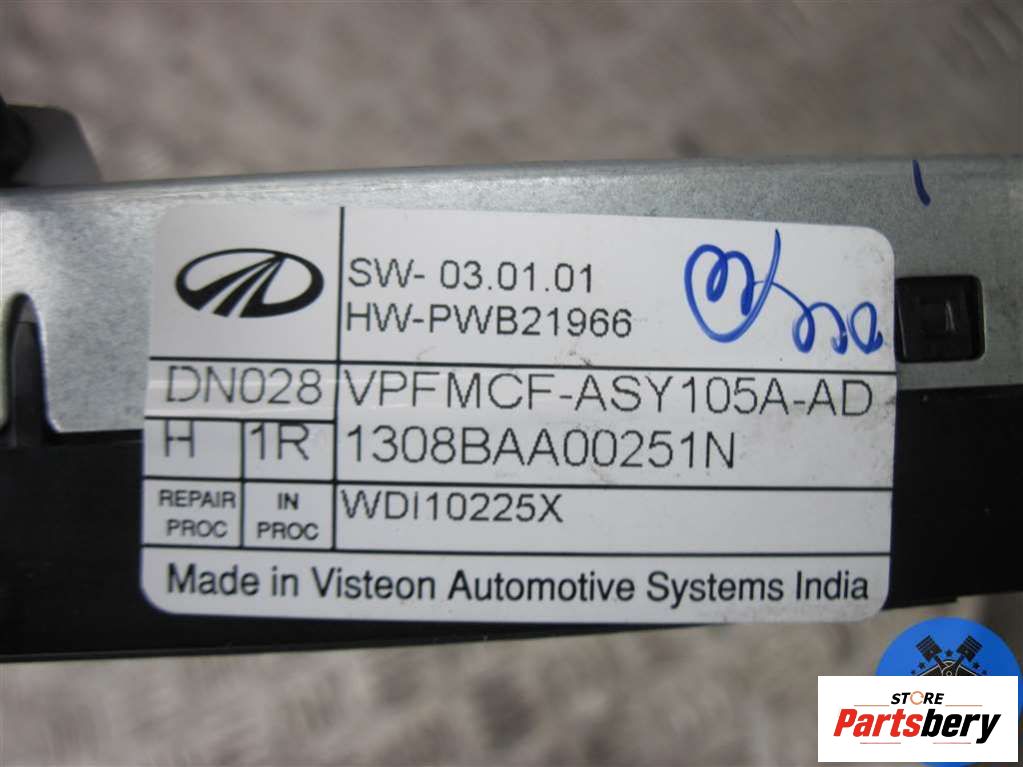 SW- 03.01.01
HW-PWB21966
DN028 VPFMCF-ASY105A-AD
H 1R 1308BAA00251N
REPAIR PROC IN PROC WDI10225X
Made in Visteon Automotive Systems India
STORE
Partsbery